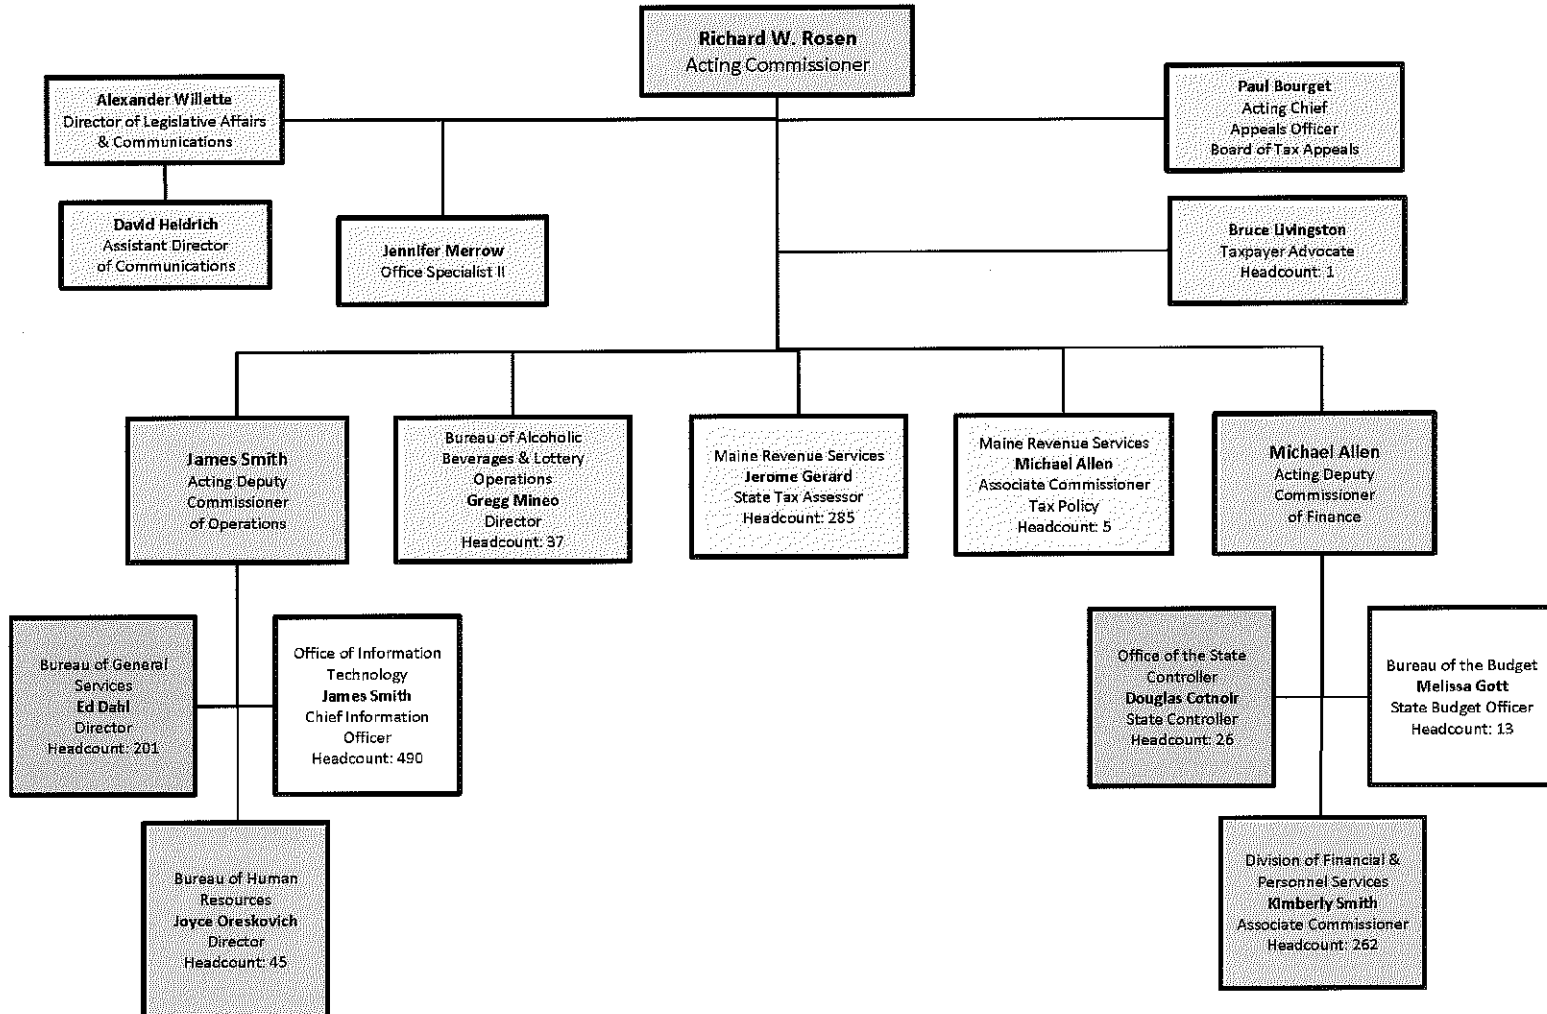 Richard W. Rosen
Acting Commissioner
Alexander Willette
Director of Legislative Affairs
& Communications
Paul Bourget
Acting Chief
Appeals Officer
Board of Tax Appeals
David Heidrich
Assistant Director
of Communications
Jennifer Merrow
Office Specialist II
Bruce Livingston
Taxpayer Advocate
Headcount: 1
James Smith
Acting Deputy
Commissioner
of Operations
Bureau of Alcoholic
Beverages & Lottery
Operations
Gregg Mineo
Director
Headcount: 37
Maine Revenue Services
Jerome Gerard
State Tax Assessor
Headcount: 285
Maine Revenue Services
Michael Allen
Associate Commissioner
Tax Policy
Headcount: 5
Michael Allen
Acting Deputy
Commissioner
of Finance
Bureau of General
Services
Ed Dahl
Director
Headcount: 201
Office of Information
Technology
James Smith
Chief Information
Officer
Headcount: 490
Office of the State
Controller
Douglas Cotnoir
State Controller
Headcount: 26
Bureau of the Budget
Melissa Gott
State Budget Officer
Headcount: 13
Bureau of Human
Resources
Joyce Oreskovich
Director
Headcount: 45
Division of Financial &
Personnel Services
Kimberly Smith
Associate Commissioner
Headcount: 262